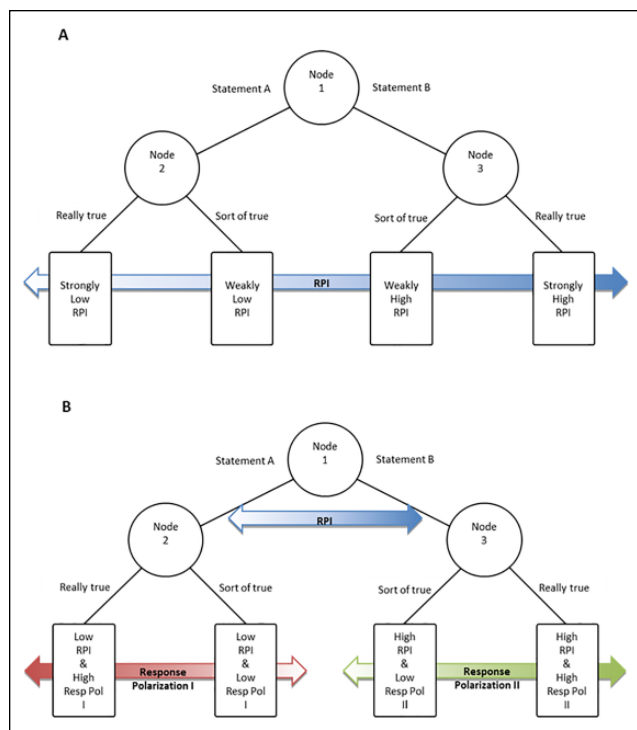 A
Node
1
Statement A
Statement B
Node
2
Node
3
Really true
Sort of true
Sort of true
Really true
Strongly
Low
RPI
Weakly
Low
RPI
RPI
Weakly
High
RPI
Strongly
High
RPI
B
Node
1
Statement A
Statement B
RPI
Node
2
Node
3
Really true
Sort of true
Sort of true
Really true
Low
RPI
&
High
Resp Pol
I
Response
Polarization I
Low
RPI
&
Low
Resp Pol
I
High
RPI
&
Low
Resp Pol
II
Response
Polarization II
High
RPI
&
High
Resp Pol
II